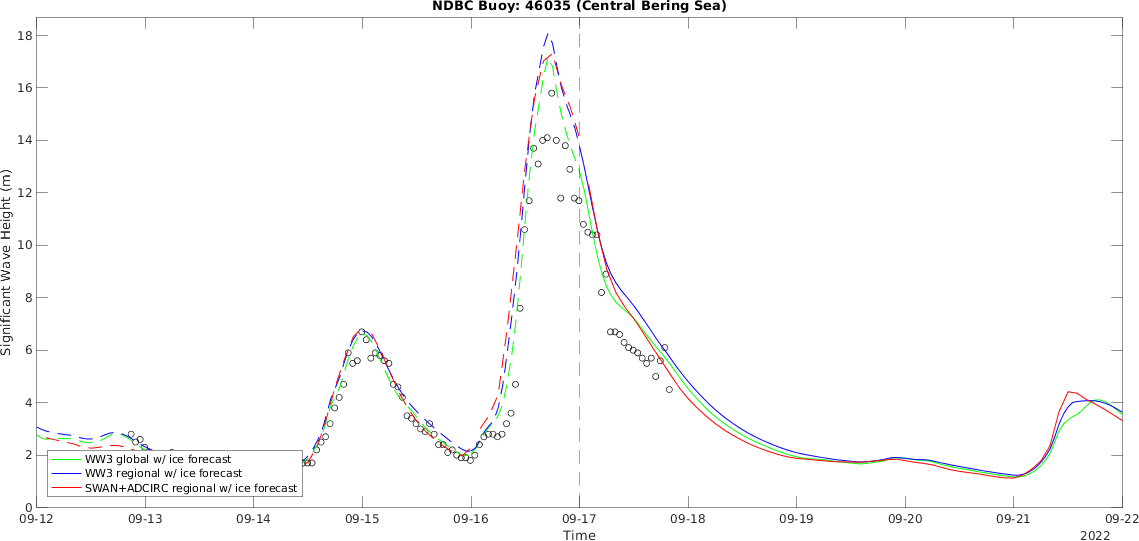 NDBC Buoy: 46035 (Central Bering Sea)
18
16
14
12
10
8
6
4
2
0
Significant Wave Height (m)
WW3 global w/ ice forecast
WW3 regional w/ ice forecast
SWAN+ADCIRC regional w/ ice forecast
09-12 09-13 09-14 09-15 09-16 09-17 09-18 09-19 09-20 09-21 09-22
Time
2022